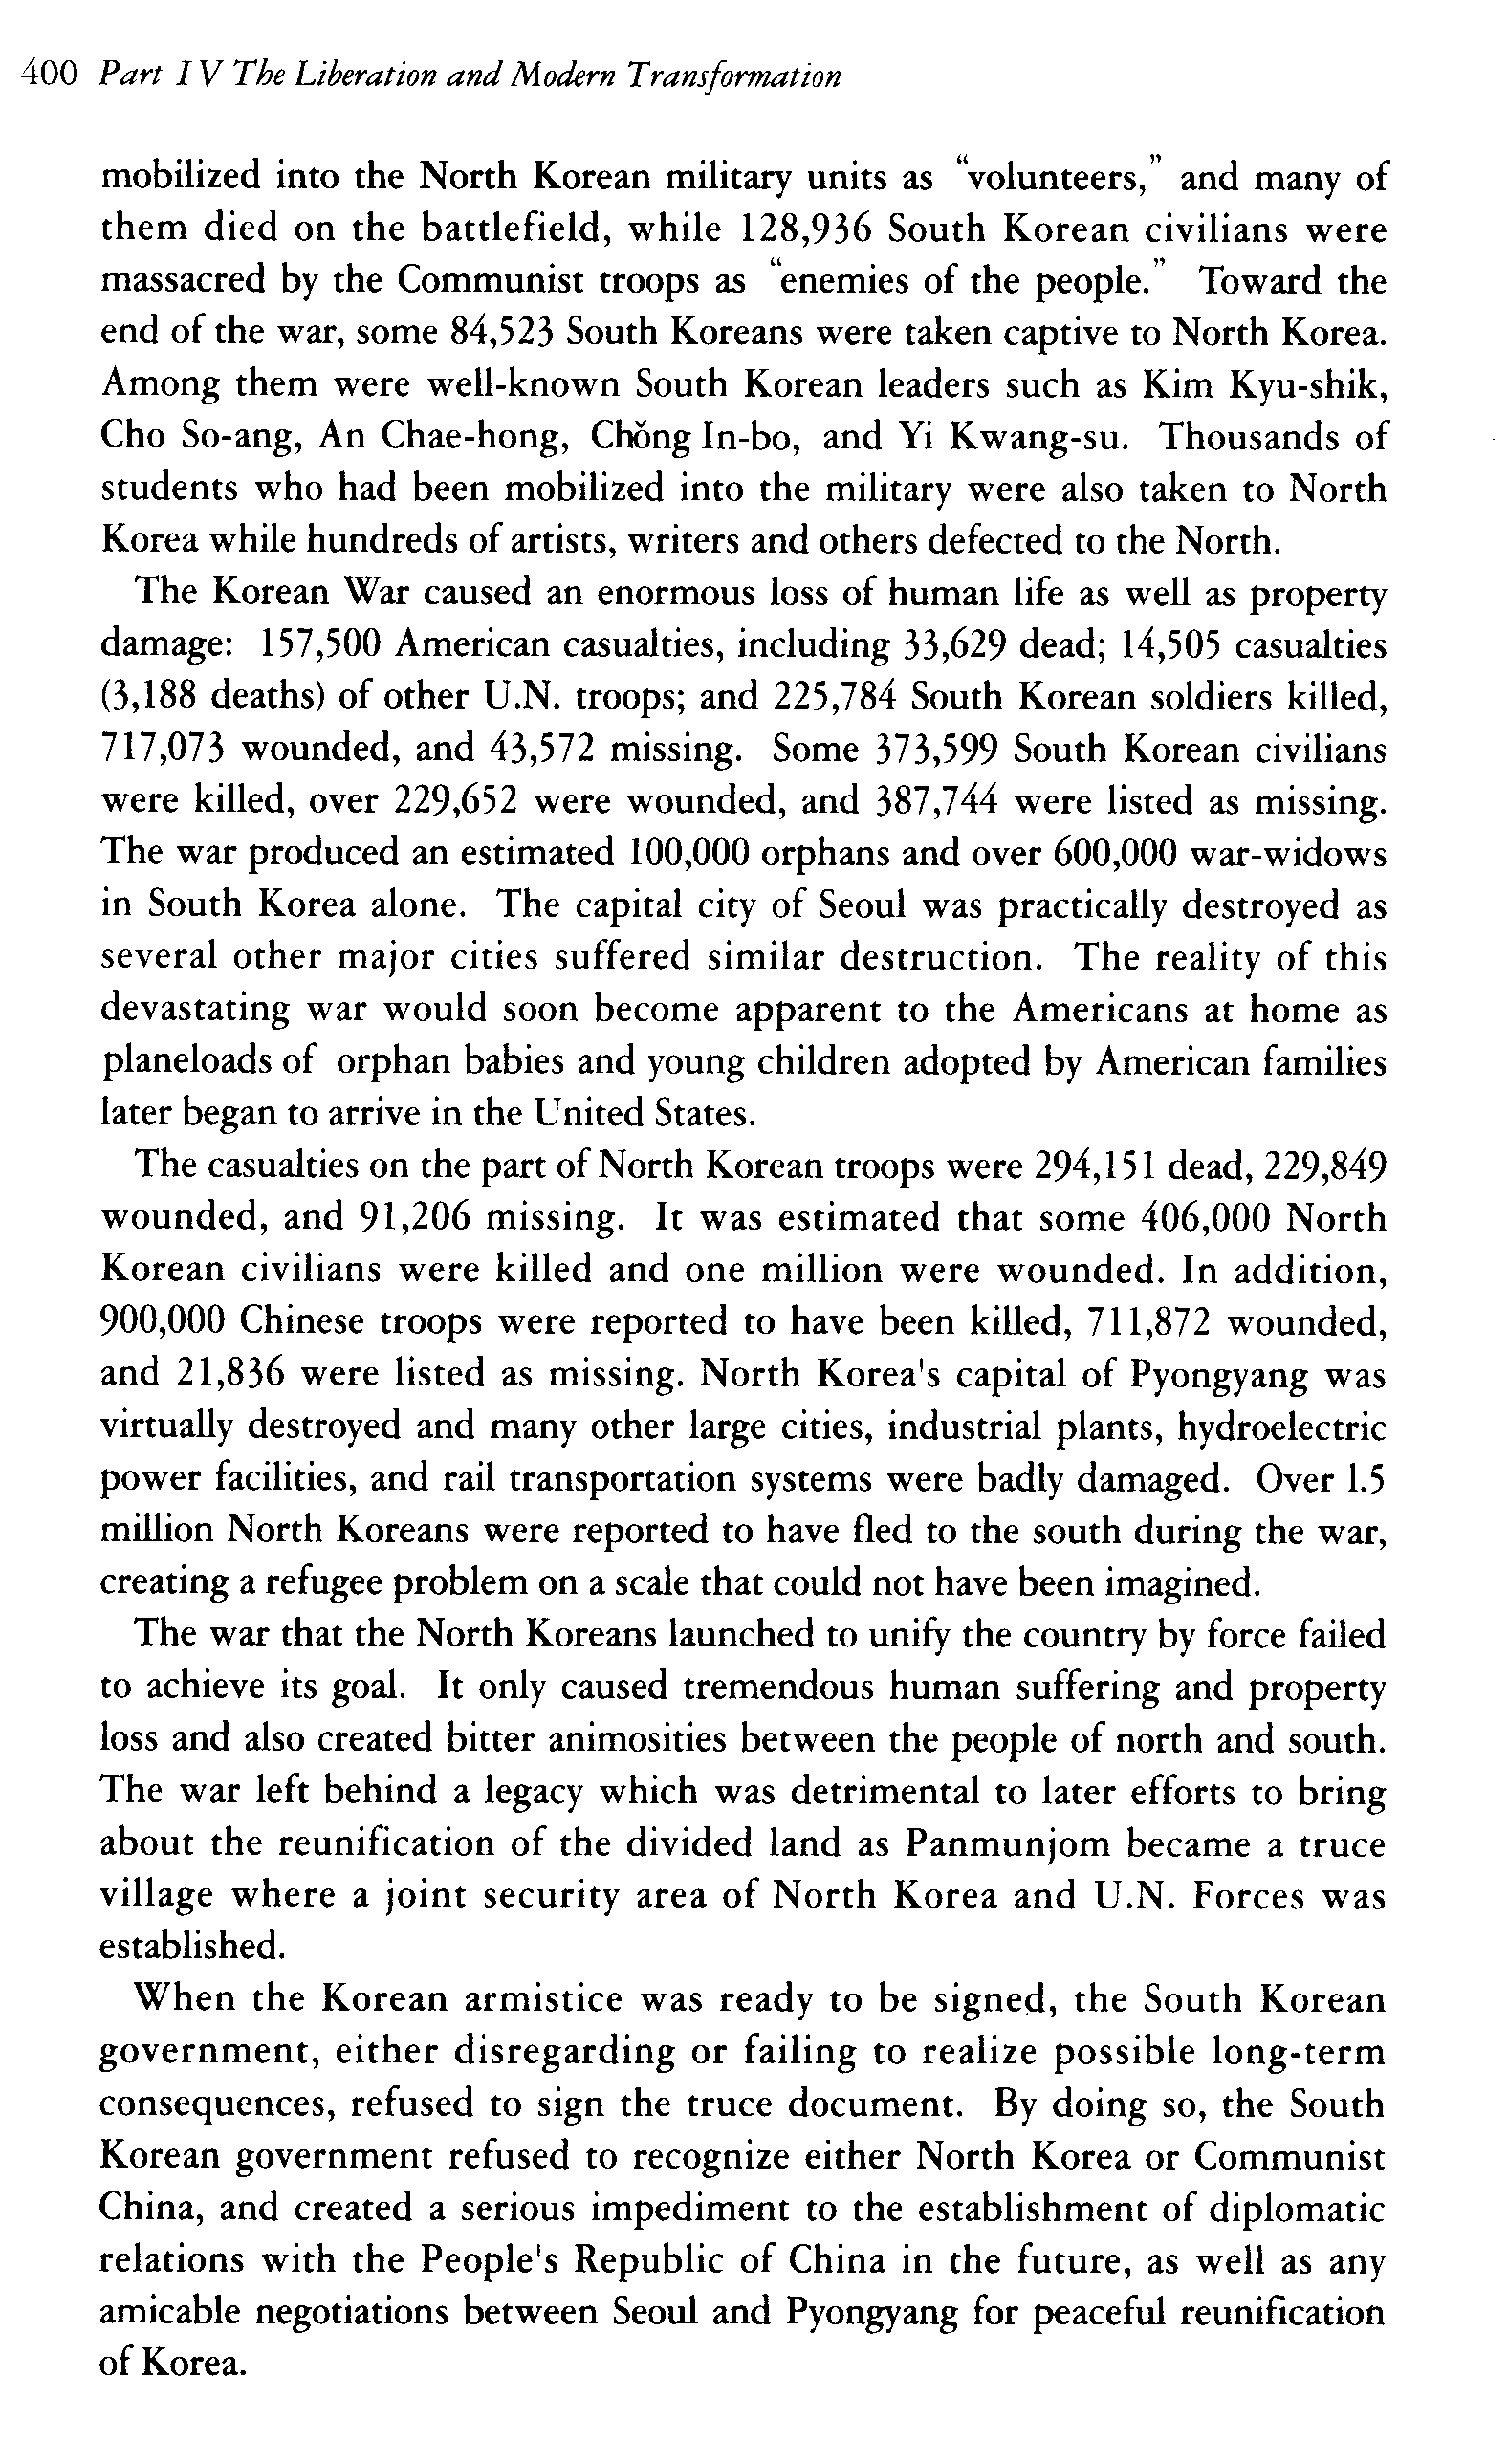 400 Part IV The Liberation and Modern Transformation
mobilized into the North Korean military units as “volunteers,” and many of
them died on the battlefield, while 128,936 South Korean civilians were
massacred by the Communist troops as “enemies of the people.” Toward the
end of the war, some 84,523 South Koreans were taken captive to North Korea.
Among them were well-known South Korean leaders such as Kim Kyu-shik,
Cho So-ang, An Chae-hong, Chŏng In-bo, and Yi Kwang-su. Thousands of
students who had been mobilized into the military were also taken to North
Korea while hundreds of artists, writers and others defected to the North.
The Korean War caused an enormous loss of human life as well as property
damage: 157,500 American casualties, including 33,629 dead; 14,505 casualties
(3,188 deaths) of other U.N. troops; and 225,784 South Korean soldiers killed,
717,073 wounded, and 43,572 missing. Some 373,599 South Korean civilians
were killed, over 229,652 were wounded, and 387,744 were listed as missing.
The war produced an estimated 100,000 orphans and over 600,000 war-widows
in South Korea alone. The capital city of Seoul was practically destroyed as
several other major cities suffered similar destruction. The reality of this
devastating war would soon become apparent to the Americans at home as
planeloads of orphan babies and young children adopted by American families
later began to arrive in the United States.
The casualties on the part of North Korean troops were 294,151 dead, 229,849
wounded, and 91,206 missing. It was estimated that some 406,000 North
Korean civilians were killed and one million were wounded. In addition,
900,000 Chinese troops were reported to have been killed, 711,872 wounded,
and 21,836 were listed as missing. North Korea's capital of Pyongyang was
virtually destroyed and many other large cities, industrial plants, hydroelectric
power facilities, and rail transportation systems were badly damaged. Over 1.5
million North Koreans were reported to have fled to the south during the war,
creating a refugee problem on a scale that could not have been imagined.
The war that the North Koreans launched to unify the country by force failed
to achieve its goal. It only caused tremendous human suffering and property
loss and also created bitter animosities between the people of north and south.
The war left behind a legacy which was detrimental to later efforts to bring
about the reunification of the divided land as Panmunjom became a truce
village where a joint security area of North Korea and U.N. Forces was
established.
When the Korean armistice was ready to be signed, the South Korean
government, either disregarding or failing to realize possible long-term
consequences, refused to sign the truce document. By doing so, the South
Korean government refused to recognize either North Korea or Communist
China, and created a serious impediment to the establishment of diplomatic
relations with the People's Republic of China in the future, as well as any
amicable negotiations between Seoul and Pyongyang for peaceful reunification
of Korea.